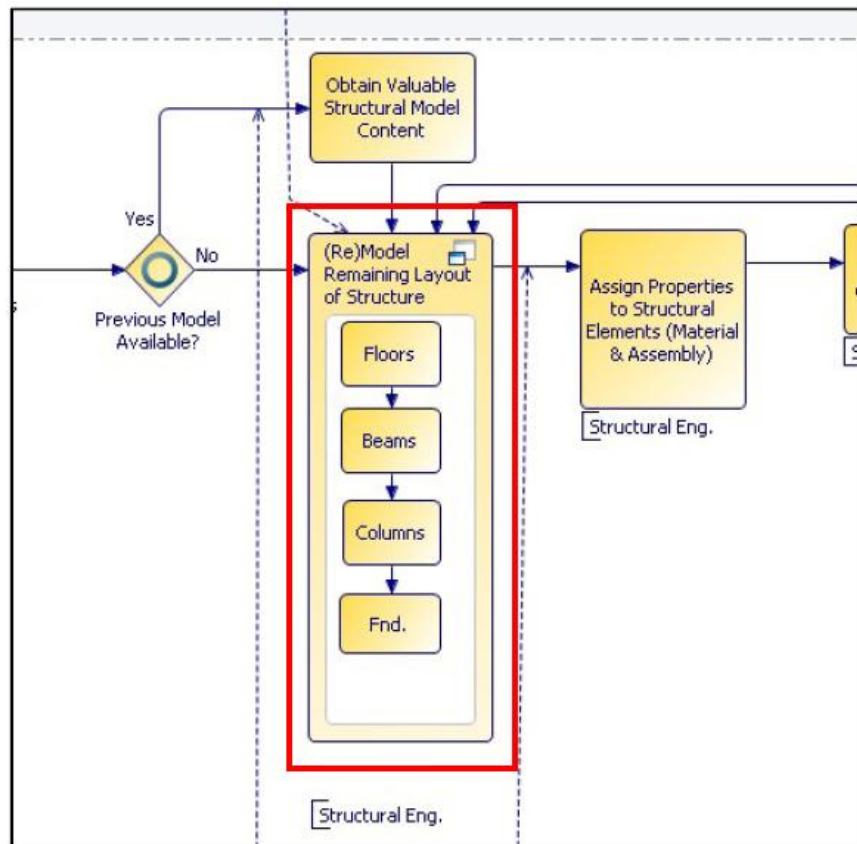 Obtain Valuable
Structural Model
Content
Yes
No
Previous Model
Available?
(Re)Model
Remaining Layout
of Structure
Floors
Beams
Columns
Fnd.
Structural Eng.
Assign Properties
to Structural
Elements (Material
& Assembly)
Structural Eng.